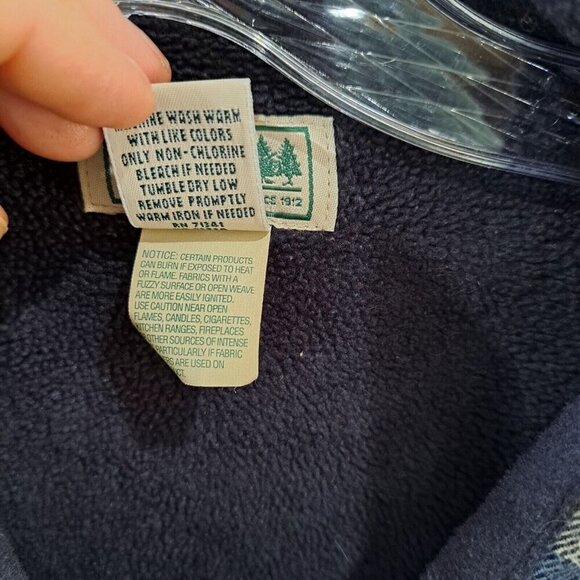 MACHINE WASH WARM
WITH LIKE COLORS
ONLY NON-CHLORINE
BLEACH IF NEEDED
TUMBLE DRY LOW
REMOVE PROMPTLY
WARM IRON IF NEEDED
RN 71341
1912
NOTICE: CERTAIN PRODUCTS
CAN BURN IF EXPOSED TO HEAT
OR FLAME. FABRICS WITH A
FUZZY SURFACE OR OPEN WEAVE
ARE MORE EASILY IGNITED.
USE CAUTION NEAR OPEN
FLAMES, CANDLES, CIGARETTES,
KITCHEN RANGES, FIREPLACES
OTHER SOURCES OF INTENSE
PARTICULARLY IF FABRIC
ARE USED ON